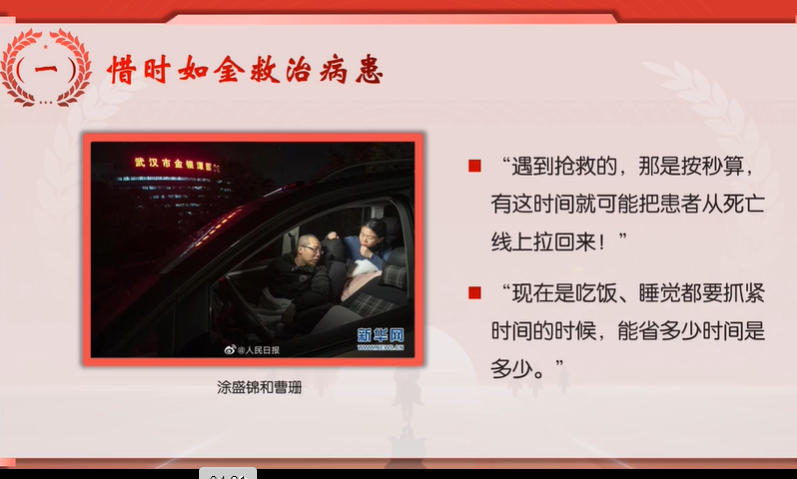 （一）
惜时如金救治病患
武汉市金银潭医
@人民日报
新华网
WWW.NEWS.CN
涂盛锦和曹珊
■ “遇到抢救的，那是按秒算，
有这时间就可能把患者从死亡
线上拉回来！”
■ “现在是吃饭、睡觉都要抓紧
时间的时候，能省多少时间是
多少。”